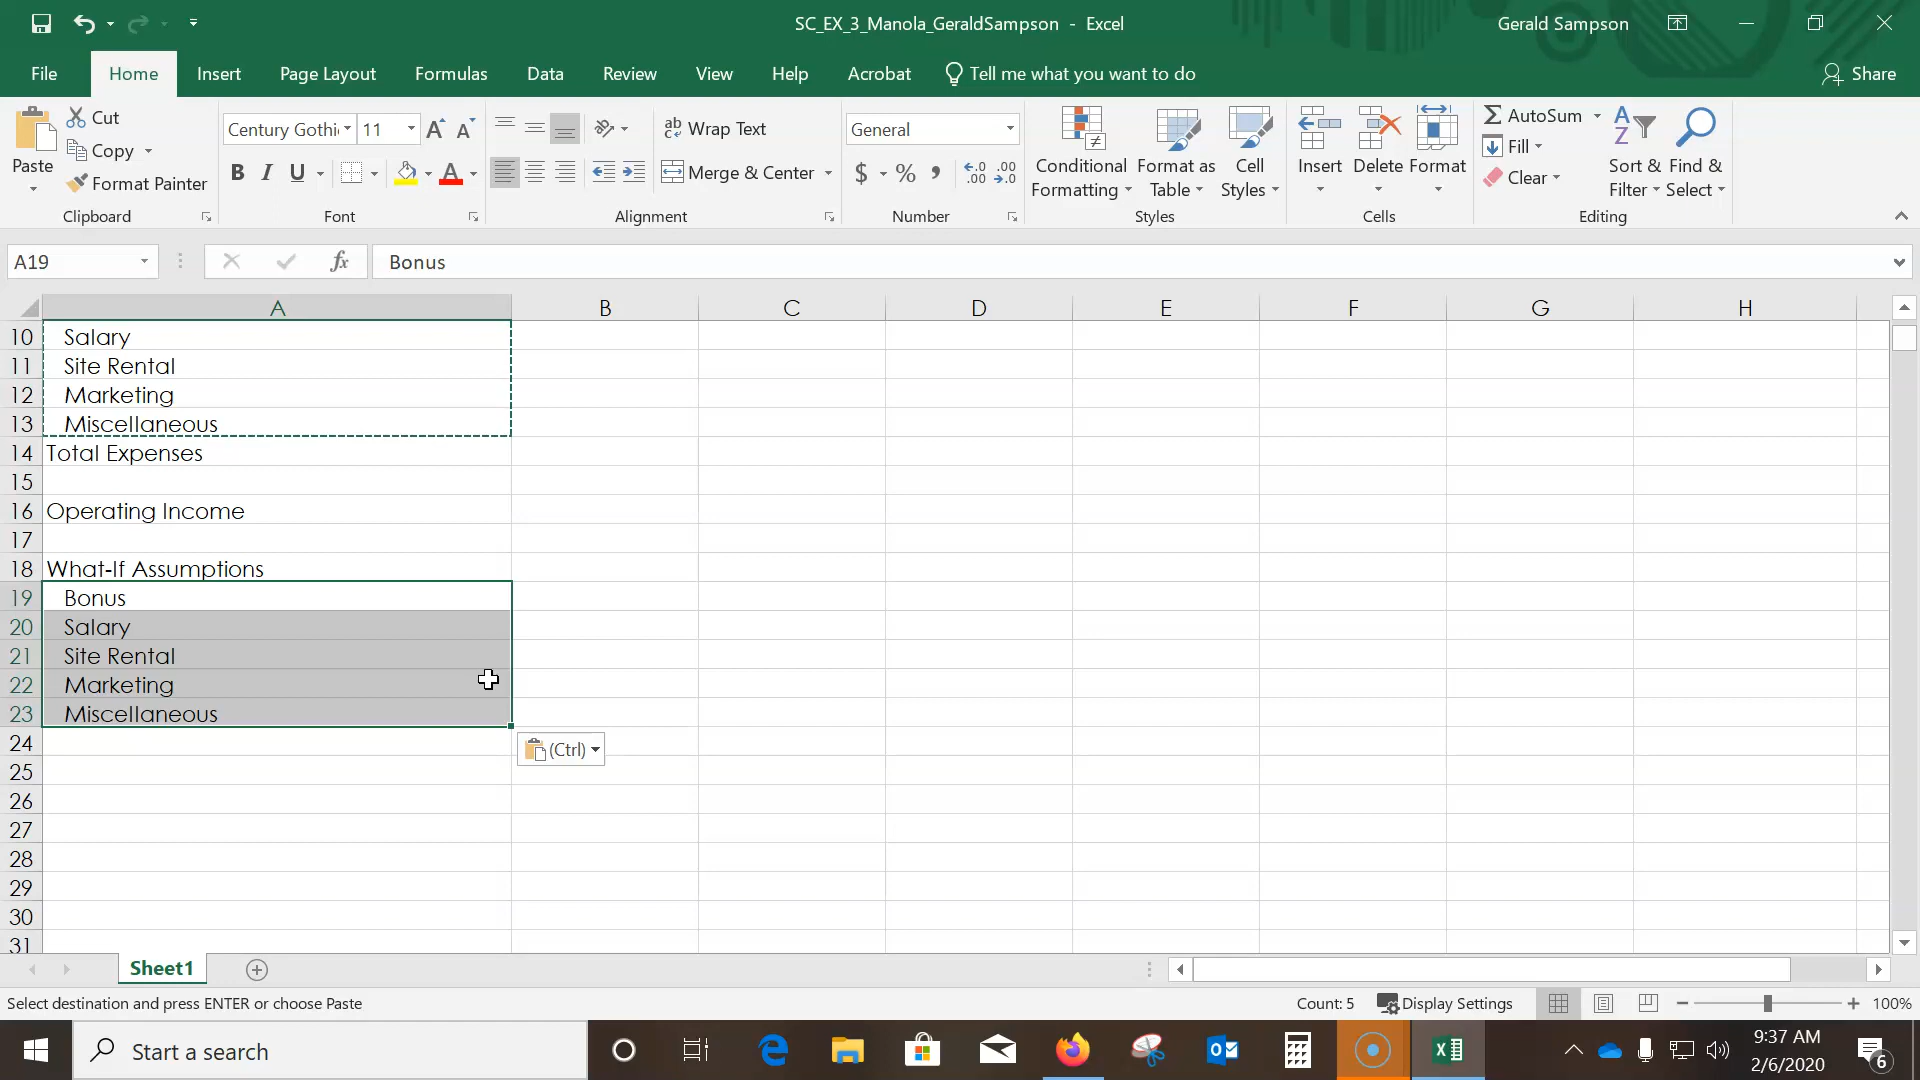 SC_EX_3_Manola_GeraldSampson - Excel
Gerald Sampson
File Home Insert Page Layout Formulas Data Review View Help Acrobat Tell me what you want to do Share
Paste
Cut
Copy
Format Painter
Clipboard
Century Gothi 11
B I U
Font
Wrap Text
Merge & Center
Alignment
General
$ % ,
Number
Conditional Formatting
Format as Table
Cell Styles
Styles
Insert Delete Format
Cells
AutoSum
Fill
Clear
Sort & Filter
Find & Select
Editing
A19 fx Bonus
A B C D E F G H
10 Salary
11 Site Rental
12 Marketing
13 Miscellaneous
14 Total Expenses
15
16 Operating Income
17
18 What-If Assumptions
19 Bonus
20 Salary
21 Site Rental
22 Marketing
23 Miscellaneous
24 (Ctrl)
25
26
27
28
29
30
31
Sheet1
Select destination and press ENTER or choose Paste Count: 5 Display Settings 100%
Start a search
9:37 AM
2/6/2020
6